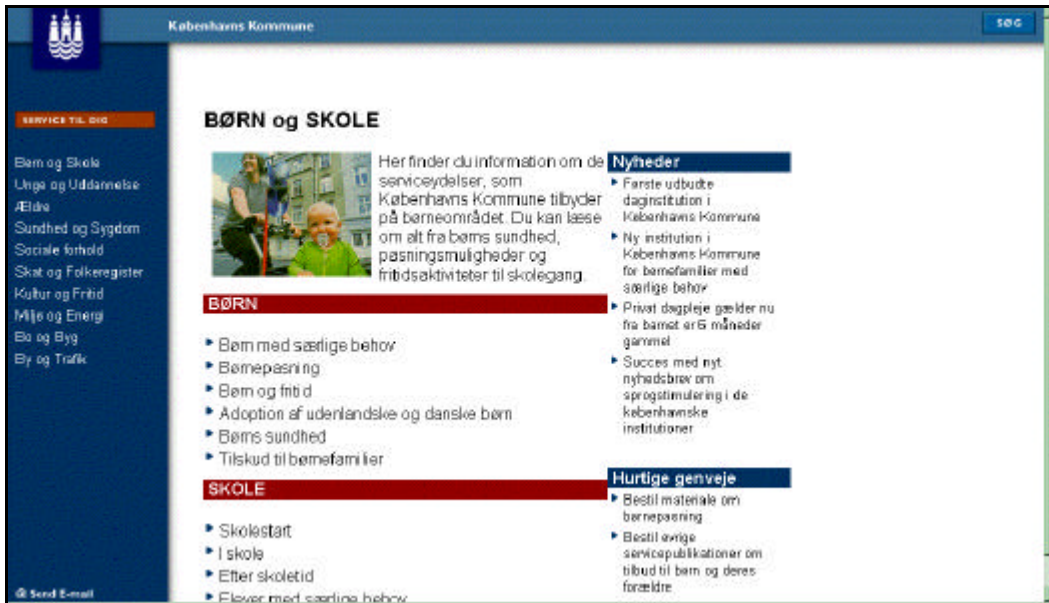 Københavns Kommune
SØG
SERVICE TIL DIG
Børn og Skole
Unge og Uddannelse
Ældre
Sundhed og Sygdom
Sociale forhold
Skat og Folkeregister
Kultur og Fritid
Miljø og Energi
Bo og Byg
By og Trafik
@ Send E-mail
BØRN og SKOLE
Her finder du information om de
serviceydelser, som
Københavns Kommune tilbyder
på børneområdet. Du kan læse
om alt fra børns sundhed,
pasningsmuligheder og
fritidsaktiviteter til skolegang.
BØRN
Børn med særlige behov
Børnepasning
Børn og fritid
Adoption af udenlandske og danske børn
Børns sundhed
Tilskud til børnefamilier
SKOLE
Skolestart
I skole
Efter skoletid
Elever med særlige behov
Nyheder
Første udbudte
daginstitution i
Københavns Kommune
Ny institution i
Københavns Kommune
for børnefamilier med
særlige behov
Privat dagpleje gælder nu
fra barnet er 6 måneder
gammel
Succes med nyt
nyhedsbrev om
sprogstimulering i de
københavnske
institutioner
Hurtige genveje
Bestil materiale om
børnepasning
Bestil øvrige
servicepublikationer om
tilbud til børn og deres
forældre